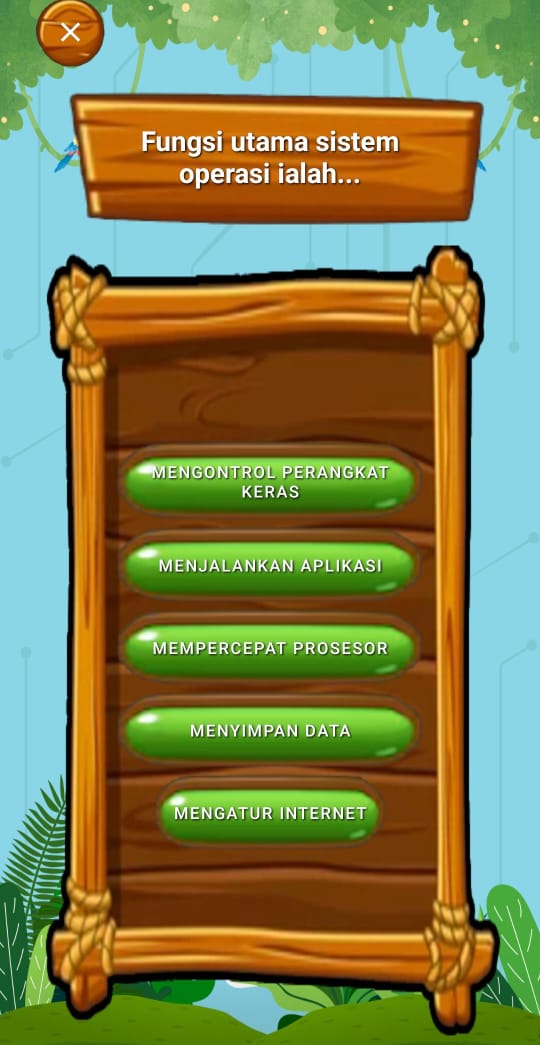 Fungsi utama sistem
operasi ialah...
MENGONTROL PERANGKAT
KERAS
MENJALANKAN APLIKASI
MEMPERCEPAT PROSESOR
MENYIMPAN DATA
MENGATUR INTERNET